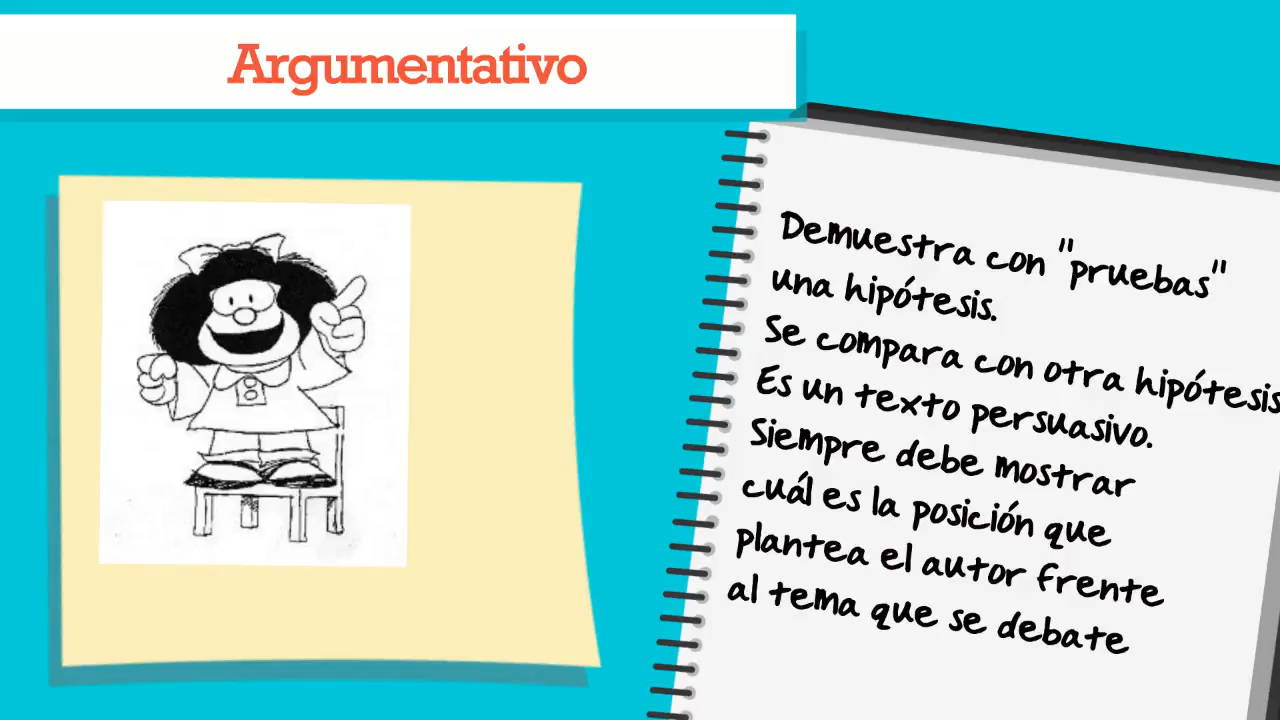 Argumentativo
Demuestra con "pruebas"
una hipótesis.
Se compara con otra hipótesis
Es un texto persuasivo.
Siempre debe mostrar
cuál es la posición que
plantea el autor frente
al tema que se debate